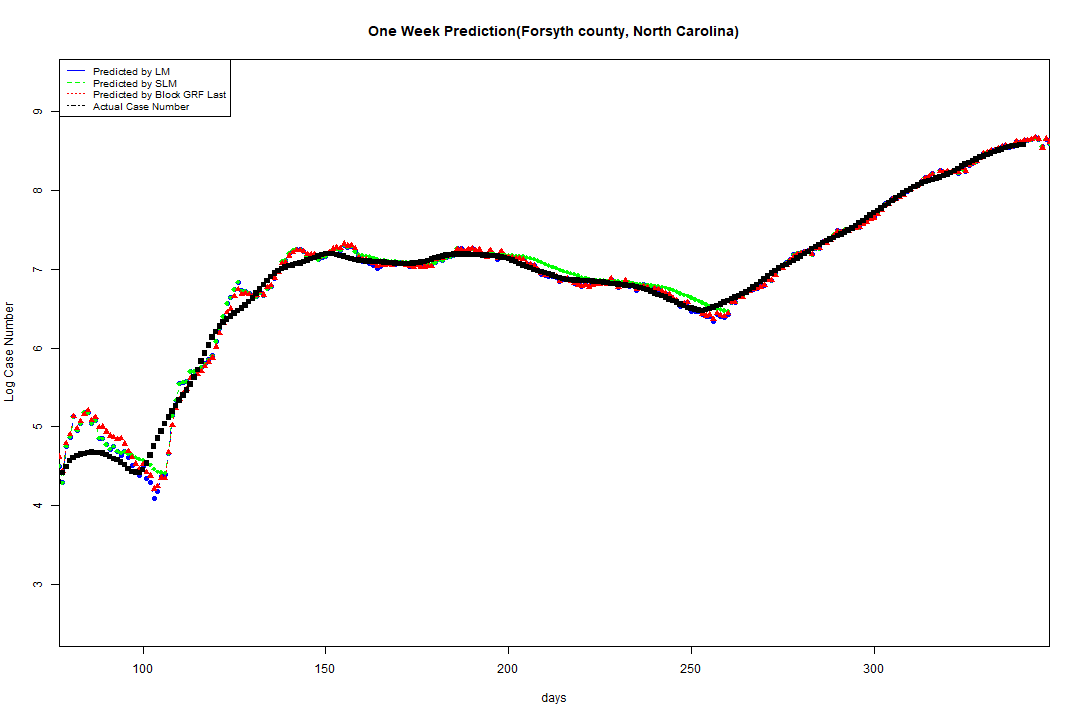 One Week Prediction(Forsyth county, North Carolina)
Predicted by LM
Predicted by SLM
Predicted by Block GRF Last
Actual Case Number
9
8
7
6
5
4
3
Log Case Number
100 150 200 250 300
days